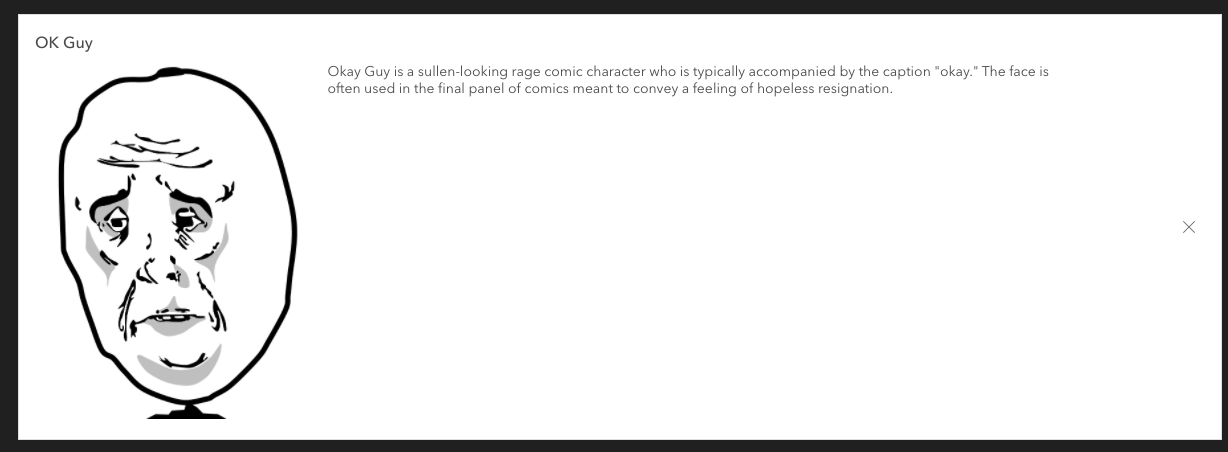 OK Guy
Okay Guy is a sullen-looking rage comic character who is typically accompanied by the caption "okay." The face is
often used in the final panel of comics meant to convey a feeling of hopeless resignation.